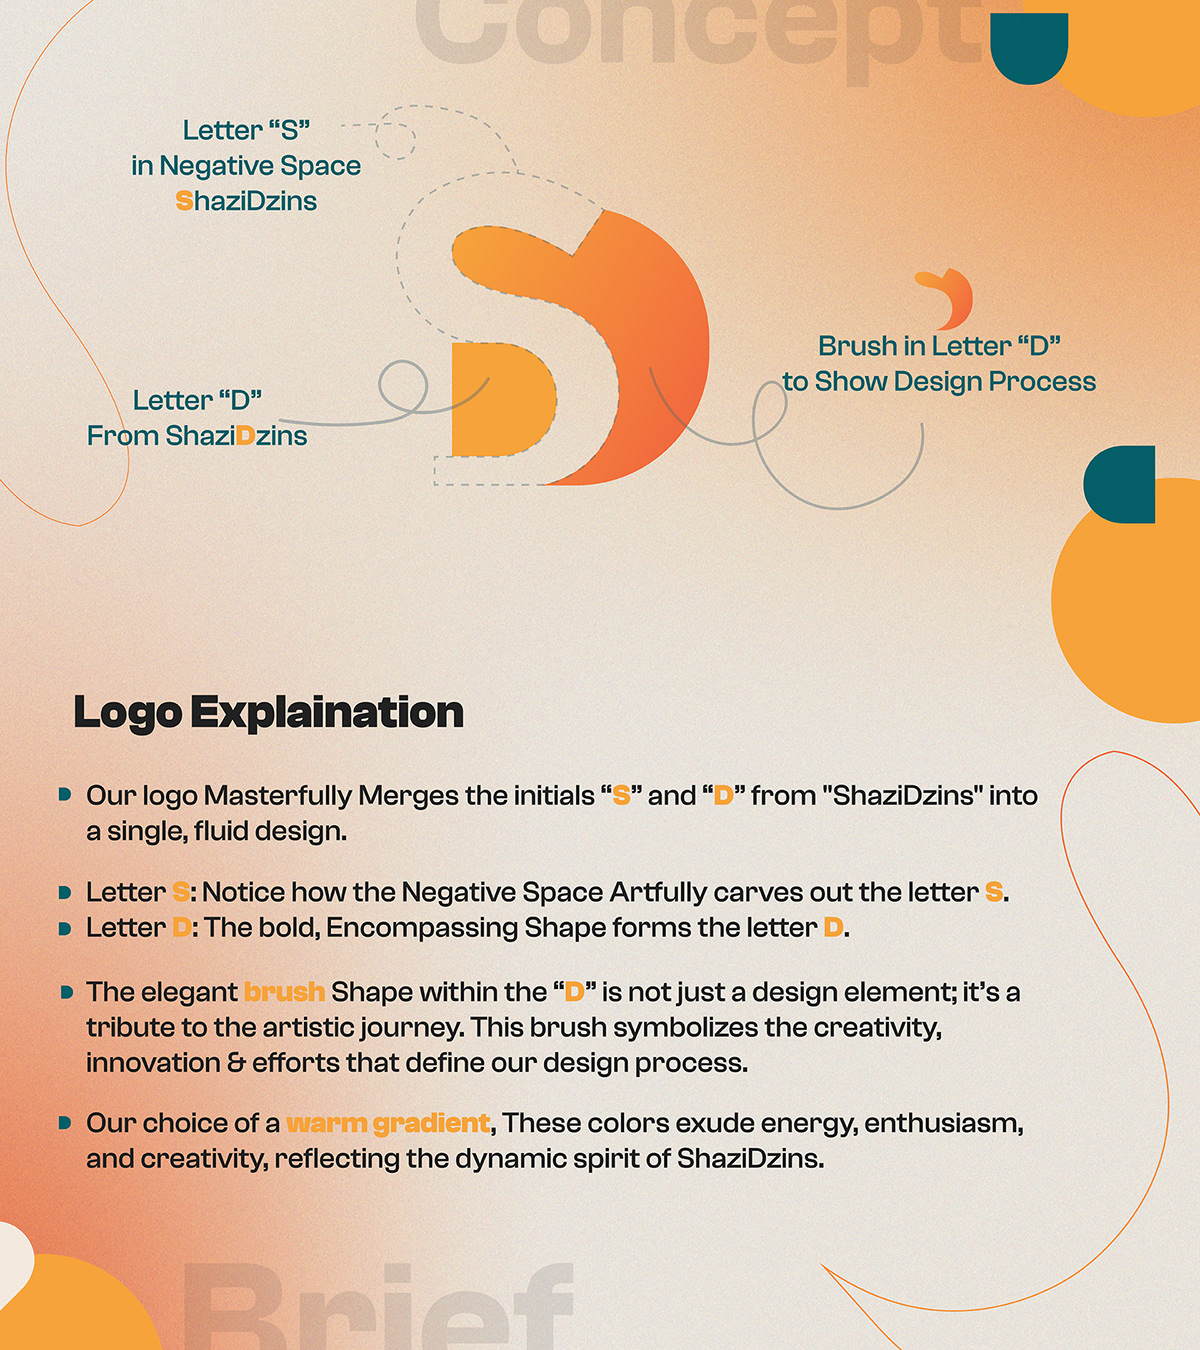 Concept
Letter “S”
in Negative Space
ShaziDzins
Brush in Letter “D”
to Show Design Process
Letter “D”
From ShaziDzins
Logo Explaination
Our logo Masterfully Merges the initials “S” and “D” from "ShaziDzins" into
a single, fluid design.
Letter S: Notice how the Negative Space Artfully carves out the letter S.
Letter D: The bold, Encompassing Shape forms the letter D.
The elegant brush Shape within the “D” is not just a design element; it’s a
tribute to the artistic journey. This brush symbolizes the creativity,
innovation & efforts that define our design process.
Our choice of a warm gradient, These colors exude energy, enthusiasm,
and creativity, reflecting the dynamic spirit of ShaziDzins.
Brief